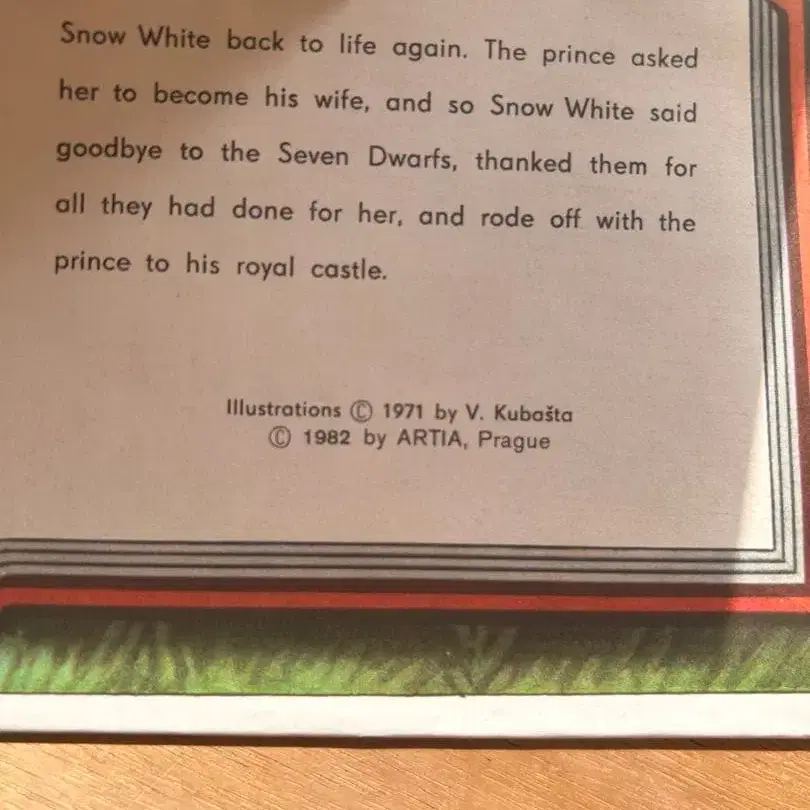 Snow White back to life again. The prince asked
her to become his wife, and so Snow White said
goodbye to the Seven Dwarfs, thanked them for
all they had done for her, and rode off with the
prince to his royal castle.
Illustrations © 1971 by V. Kubašta
© 1982 by ARTIA, Prague